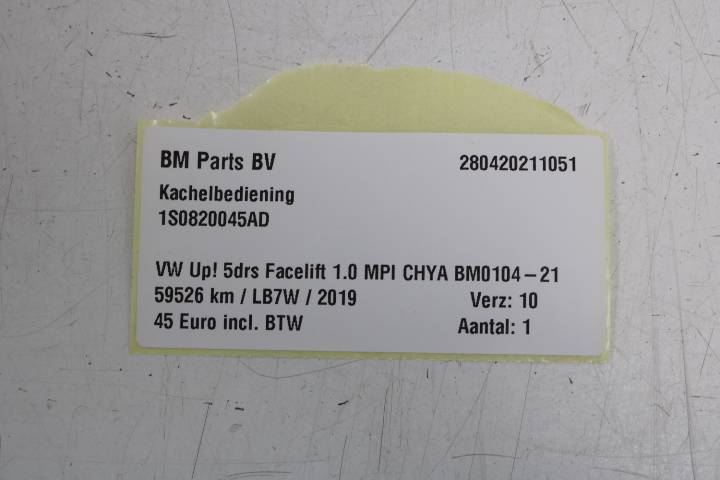 BM Parts BV 280420211051
Kachelbediening
1S0820045AD
VW Up! 5drs Facelift 1.0 MPI CHYA BM0104-21
59526 km / LB7W / 2019 Verz: 10
45 Euro incl. BTW Aantal: 1